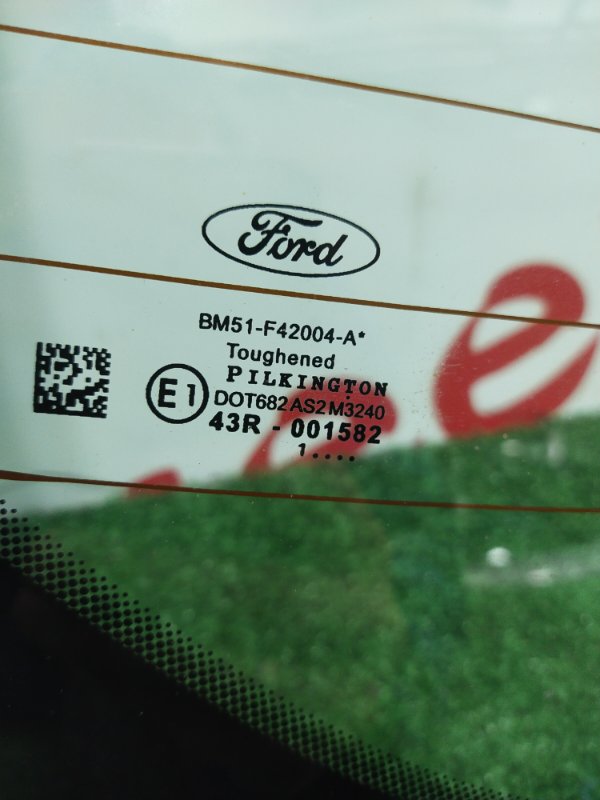 Ford
BM51-F42004-A*
Toughened
PILKINGTON
E1
DOT682 AS2 M3240
43R - 001582
1....